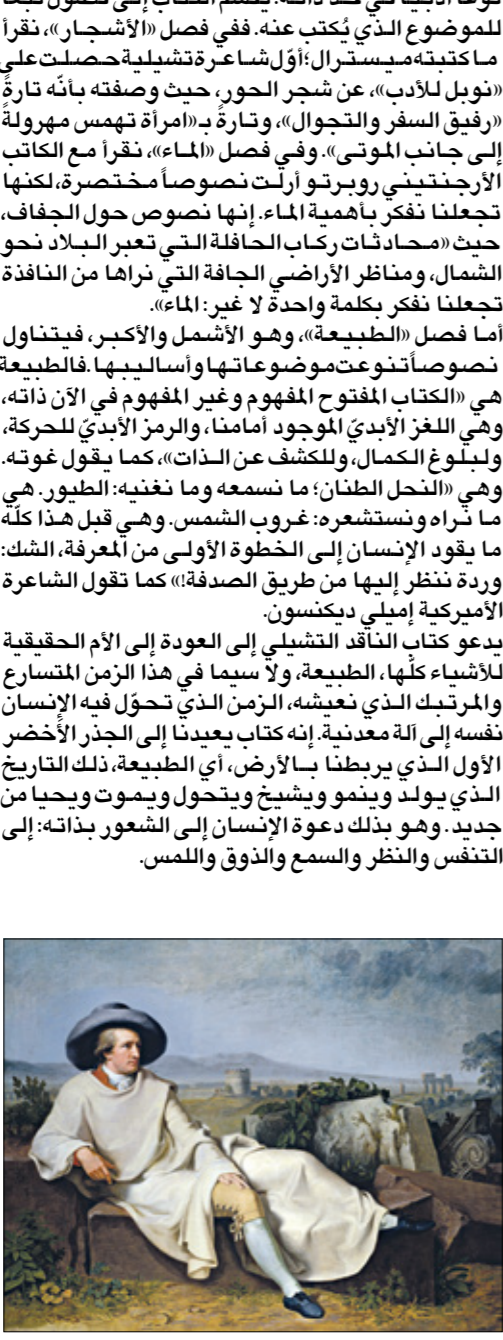 للموضوع الذي يُكتب عنه. ففي فصل «الأشجار»، نقرأ
ما كتبته ميسترال؛ أوّل شاعرة تشيلية حصلت على
«نوبل للأدب»، عن شجر الحور، حيث وصفته بأنّه تارةً
«رفيق السفر والتجوال»، وتارةً بـ«امرأة تهمس مهرولةً
إلى جانب الموتى». وفي فصل «الماء»، نقرأ مع الكاتب
الأرجنتيني روبرتو أرلت نصوصاً مختصرة، لكنها
تجعلنا نفكر بأهمية الماء. إنها نصوص حول الجفاف،
حيث «محادثات ركاب الحافلة التي تعبر البلاد نحو
الشمال، ومناظر الأراضي الجافة التي نراها من النافذة
تجعلنا نفكر بكلمة واحدة لا غير: الماء».
أما فصل «الطبيعة»، وهو الأشمل والأكبر، فيتناول
نصوصاً تنوعت موضوعاتها وأساليبها. فالطبيعة
هي «الكتاب المفتوح المفهوم وغير المفهوم في الآن ذاته،
وهي اللغز الأبديّ الموجود أمامنا، والرمز الأبديّ للحركة،
ولبلوغ الكمال، وللكشف عن الذات»، كما يقول غوته.
وهي «النحل الطنان؛ ما نسمعه وما نغنيه: الطيور. هي
ما نراه ونستشعره: غروب الشمس. وهي قبل هذا كلّه
ما يقود الإنسان إلى الخطوة الأولى من المعرفة، الشك:
وردة ننظر إليها من طريق الصدفة!» كما تقول الشاعرة
الأميركية إميلي ديكنسون.
يدعو كتاب الناقد التشيلي إلى العودة إلى الأم الحقيقية
للأشياء كلّها، الطبيعة، ولا سيما في هذا الزمن المتسارع
والمرتبك الذي نعيشه، الزمن الذي تحوّل فيه الإنسان
نفسه إلى آلة معدنية. إنه كتاب يعيدنا إلى الجذر الأخضر
الأول الذي يربطنا بالأرض، أي الطبيعة، ذلك التاريخ
الذي يولد وينمو ويشيخ ويتحول ويموت ويحيا من
جديد. وهو بذلك دعوة الإنسان إلى الشعور بذاته: إلى
التنفس والنظر والسمع والذوق واللمس.